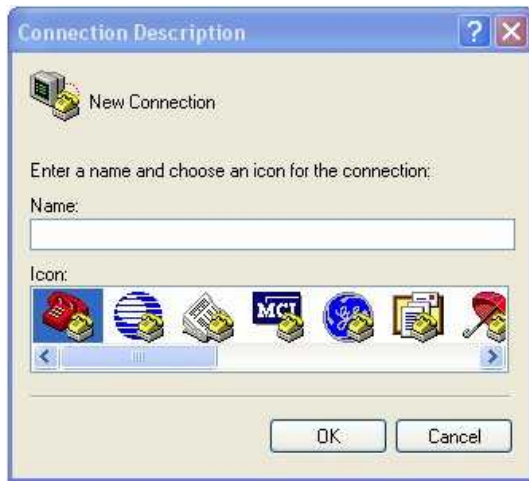 Connection Description
New Connection
Enter a name and choose an icon for the connection:
Name:
Icon:
MCI
OK
Cancel